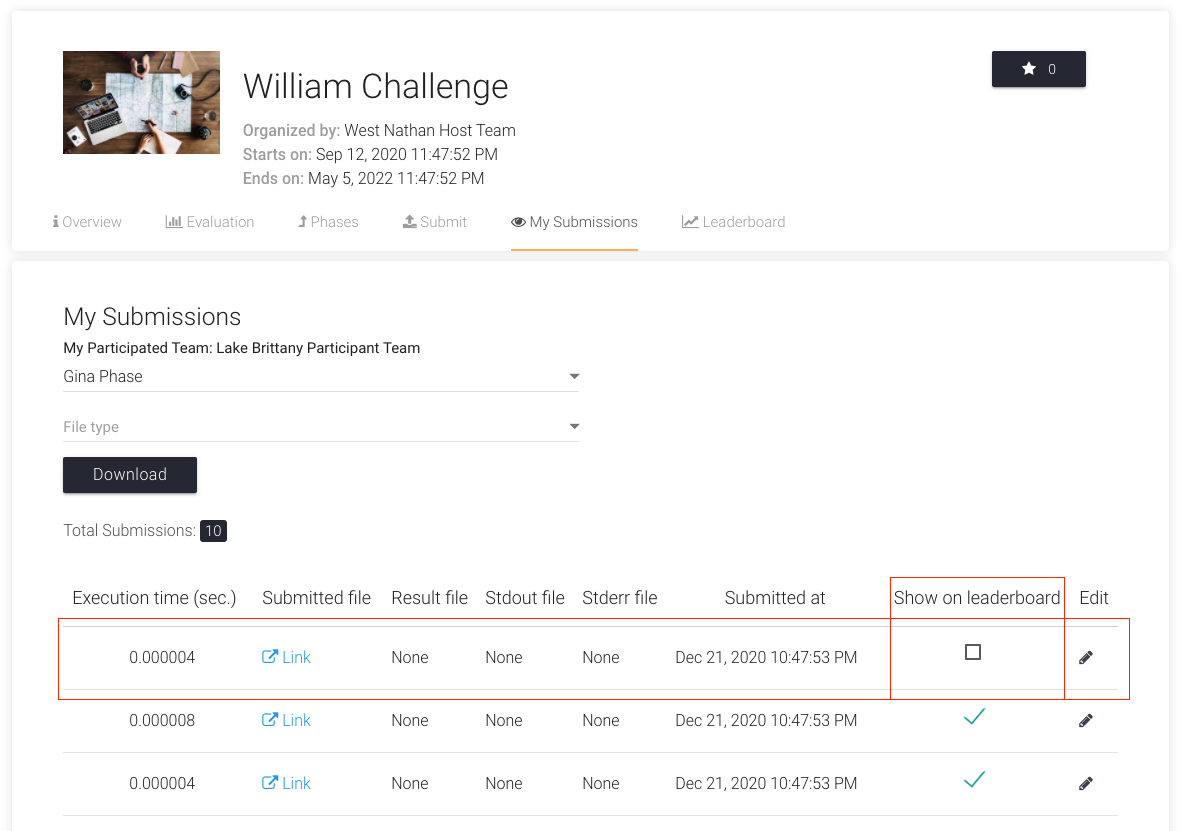 William Challenge
0
Organized by: West Nathan Host Team
Starts on: Sep 12, 2020 11:47:52 PM
Ends on: May 5, 2022 11:47:52 PM
Overview Evaluation Phases Submit My Submissions Leaderboard
My Submissions
My Participated Team: Lake Brittany Participant Team
Gina Phase
File type
Download
Total Submissions: 10
Execution time (sec.) Submitted file Result file Stdout file Stderr file Submitted at Show on leaderboard Edit
0.000004 Link None None None Dec 21, 2020 10:47:53 PM
0.000008 Link None None None Dec 21, 2020 10:47:53 PM
0.000004 Link None None None Dec 21, 2020 10:47:53 PM